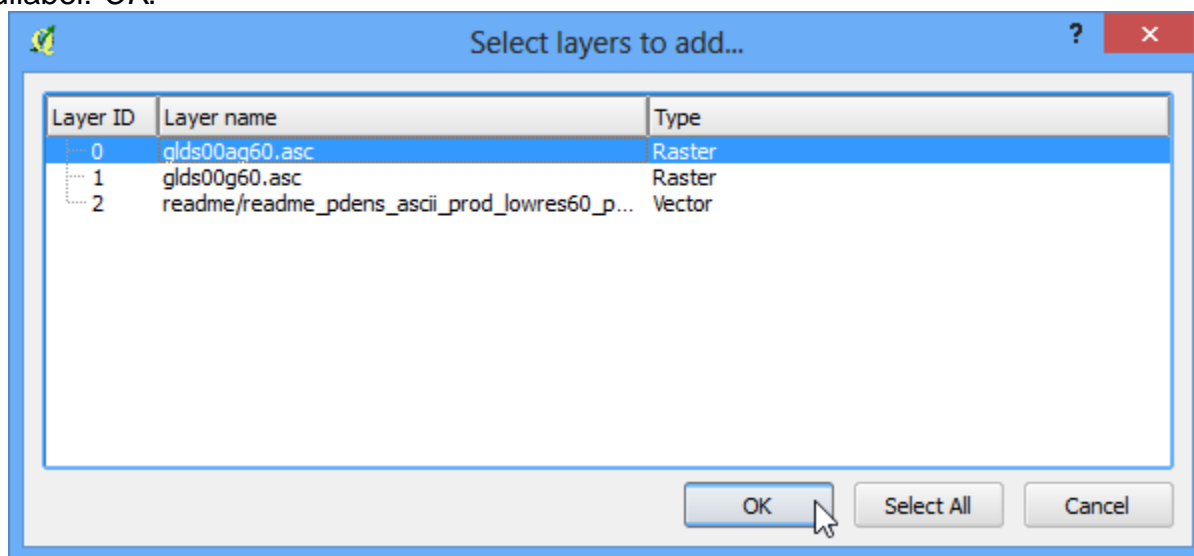 Select layers to add...
? ×
Layer ID Layer name Type
0 glds00ag60.asc Raster
1 glds00g60.asc Raster
2 readme/readme_pdens_ascii_prod_lowres60_p... Vector
OK Select All Cancel